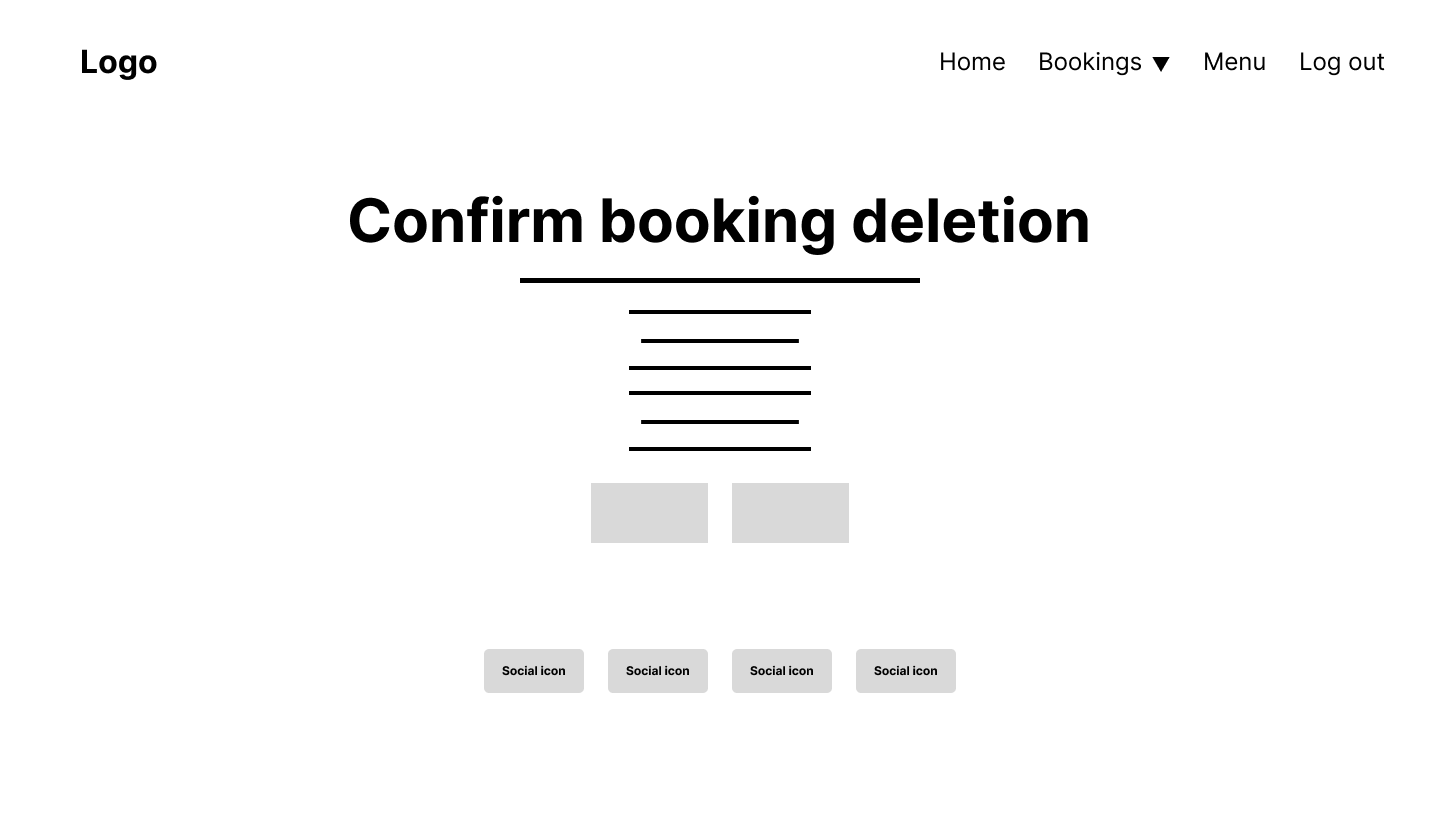 Logo
Home Bookings ▼ Menu Log out
Confirm booking deletion
Social icon Social icon Social icon Social icon